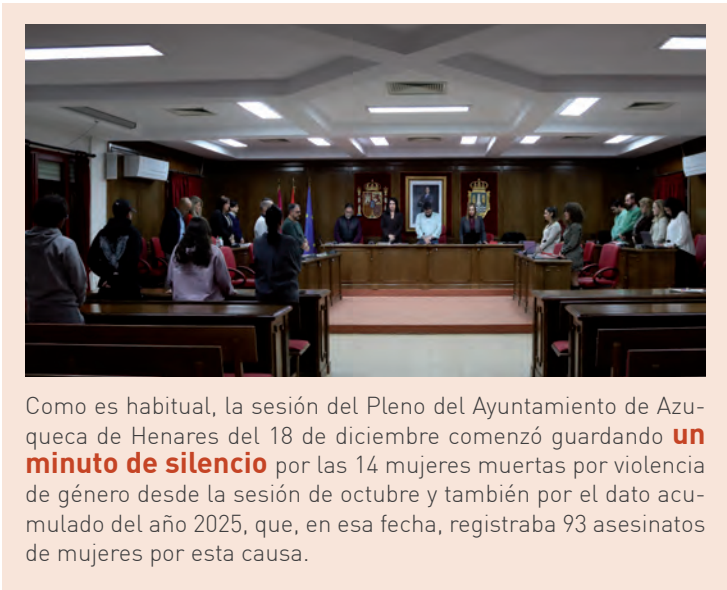 Como es habitual, la sesión del Pleno del Ayuntamiento de Azu-
queca de Henares del 18 de diciembre comenzó guardando un
minuto de silencio por las 14 mujeres muertas por violencia
de género desde la sesión de octubre y también por el dato acu-
mulado del año 2025, que, en esa fecha, registraba 93 asesinatos
de mujeres por esta causa.